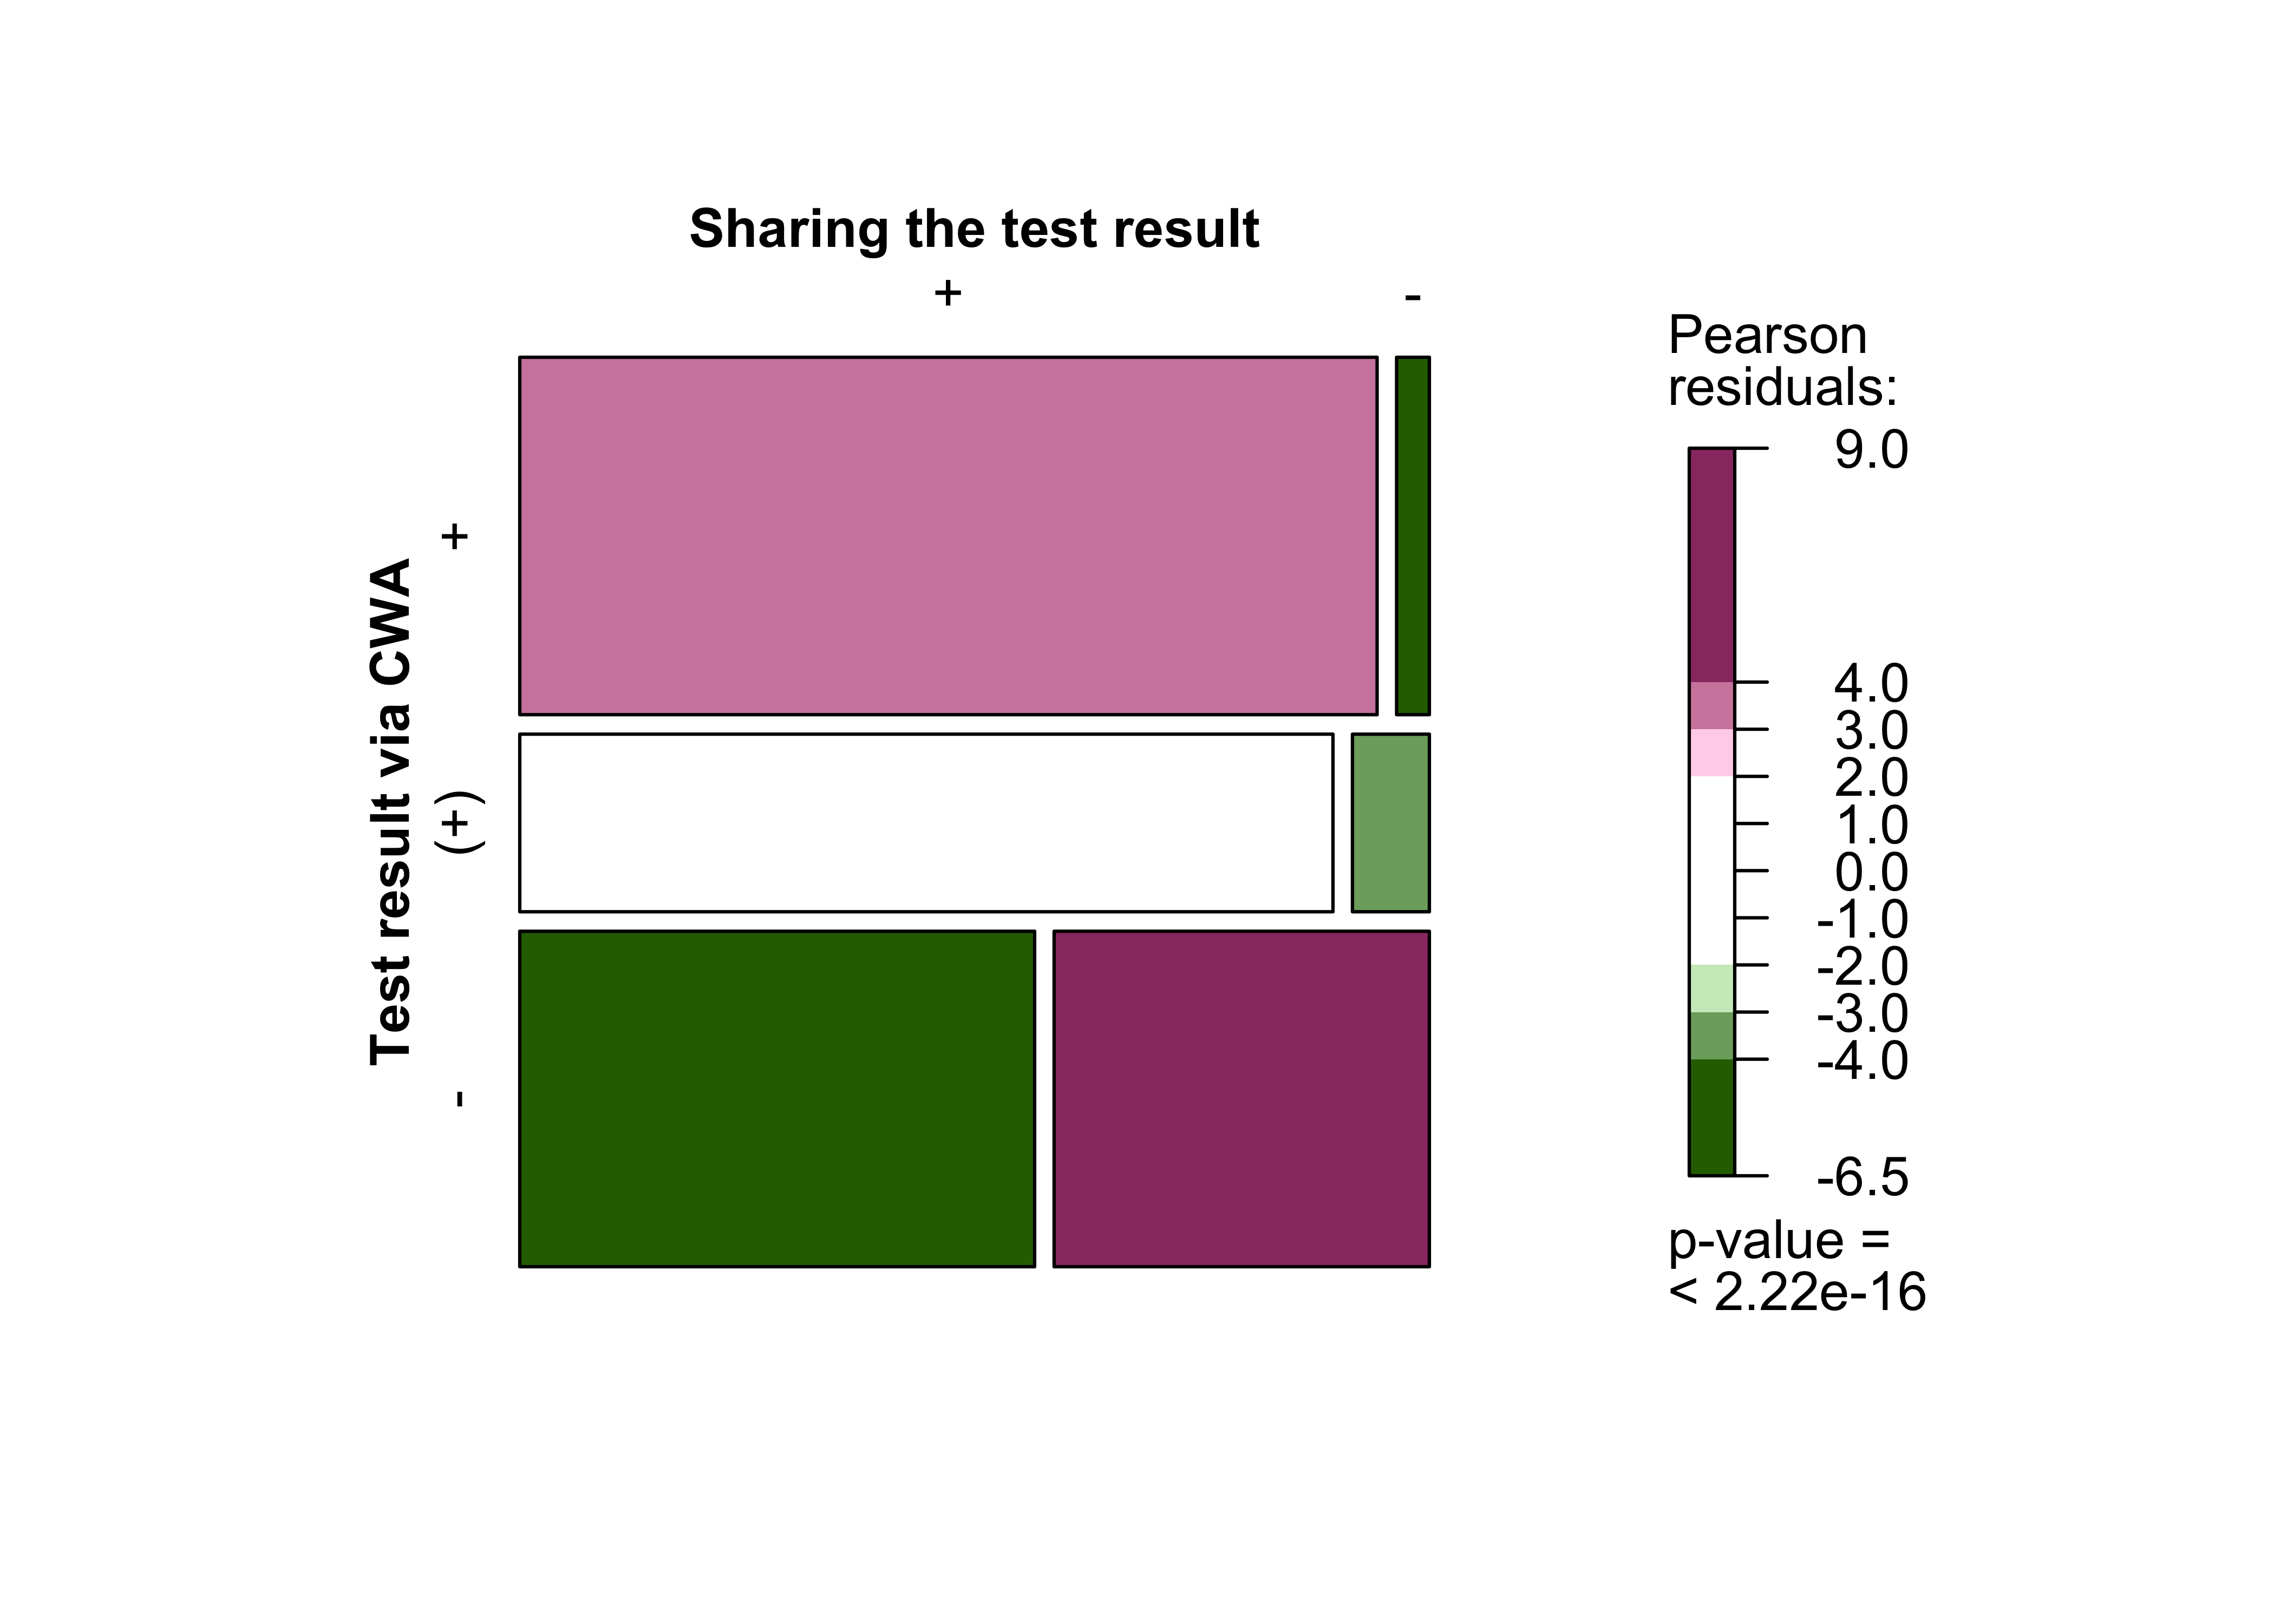 Sharing the test result
+ -
Test result via CWA
+
(+)
-
Pearson
residuals:
9.0
4.0
3.0
2.0
1.0
0.0
-1.0
-2.0
-3.0
-4.0
-6.5
p-value =
< 2.22e-16